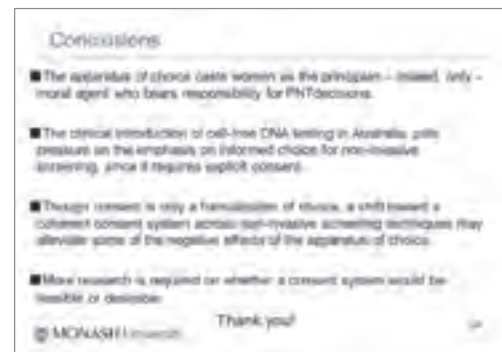 Conclusions
■ The apparatus of choice casts women as the principal – indeed, only –
moral agent who bears responsibility for PNT decisions.
■ The clinical introduction of cell-free DNA testing in Australia puts
pressure on the emphasis on informed choice for non-invasive
screening, since it requires explicit consent.
■ Though consent is only a formalisation of choice, a shift toward a
coherent consent system across non-invasive screening techniques may
alleviate some of the negative effects of the apparatus of choice.
■ More research is required on whether a consent system would be
feasible or desirable.
Thank you!
MONASH University